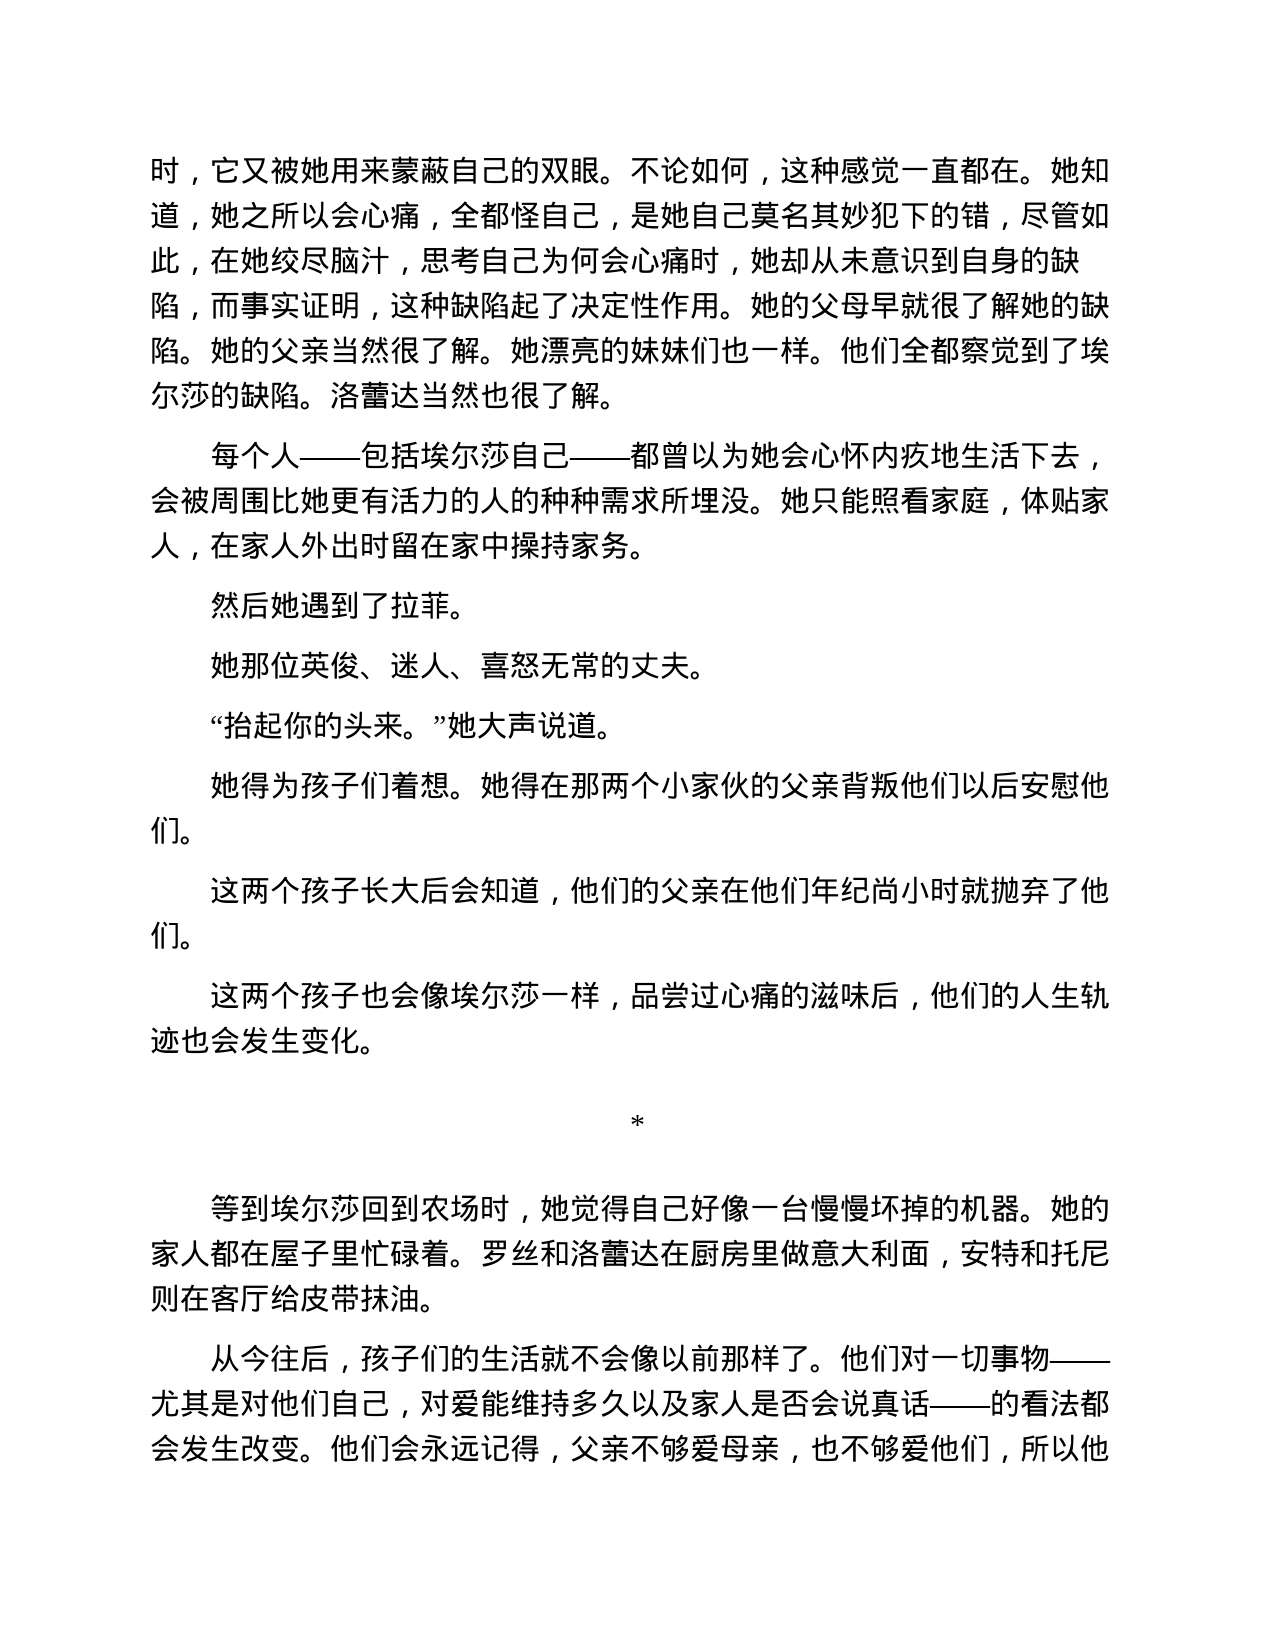 时，它又被她用来蒙蔽自己的双眼。不论如何，这种感觉一直都在。她知
道，她之所以会心痛，全都怪自己，是她自己莫名其妙犯下的错，尽管如
此，在她绞尽脑汁，思考自己为何会心痛时，她却从未意识到自身的缺
陷，而事实证明，这种缺陷起了决定性作用。她的父母早就很了解她的缺
陷。她的父亲当然很了解。她漂亮的妹妹们也一样。他们全都察觉到了埃
尔莎的缺陷。洛蕾达当然也很了解。
每个人——包括埃尔莎自己——都曾以为她会心怀内疚地生活下去，
会被周围比她更有活力的人的种种需求所埋没。她只能照看家庭，体贴家
人，在家人外出时留在家中操持家务。
然后她遇到了拉菲。
她那位英俊、迷人、喜怒无常的丈夫。
“抬起你的头来。”她大声说道。
她得为孩子们着想。她得在那两个小家伙的父亲背叛他们以后安慰他
们。
这两个孩子长大后会知道，他们的父亲在他们年纪尚小时就抛弃了他
们。
这两个孩子也会像埃尔莎一样，品尝过心痛的滋味后，他们的人生轨
迹也会发生变化。
*
等到埃尔莎回到农场时，她觉得自己好像一台慢慢坏掉的机器。她的
家人都在屋子里忙碌着。罗丝和洛蕾达在厨房里做意大利面，安特和托尼
则在客厅给皮带抹油。
从今往后，孩子们的生活就不会像以前那样了。他们对一切事物——
尤其是对他们自己，对爱能维持多久以及家人是否会说真话——的看法都
会发生改变。他们会永远记得，父亲不够爱母亲，也不够爱他们，所以他